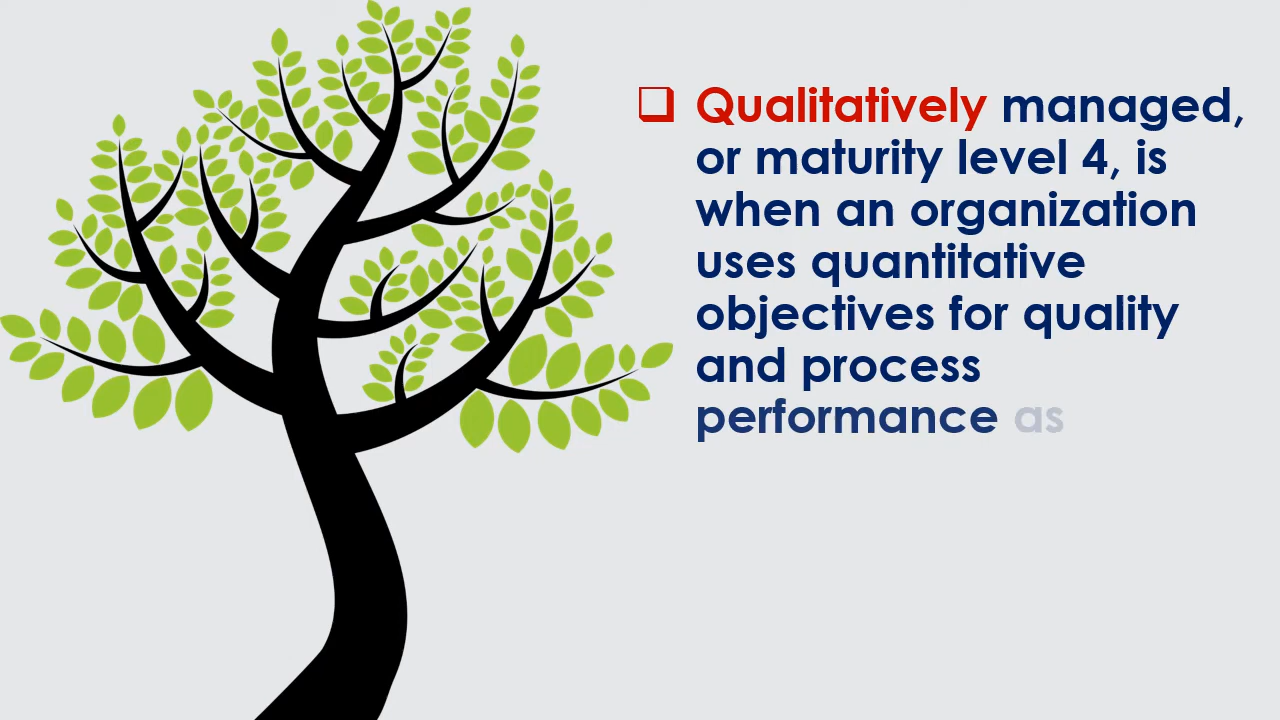 Qualitatively managed,
or maturity level 4, is
when an organization
uses quantitative
objectives for quality
and process
performance as